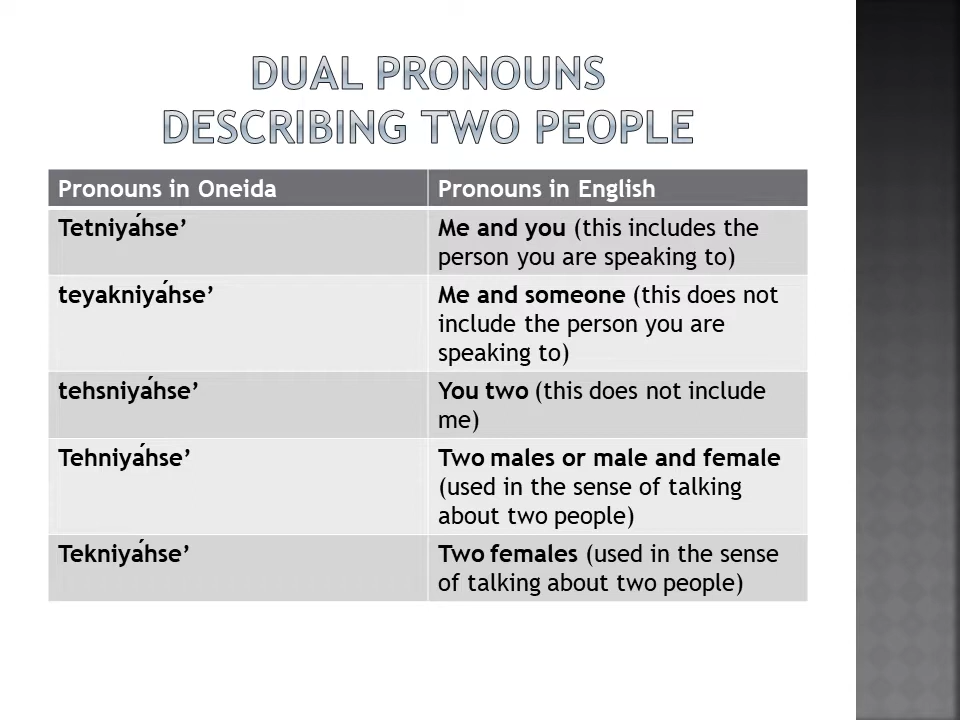 DUAL PRONOUNS
DESCRIBING TWO PEOPLE
Pronouns in Oneida
Pronouns in English
Tetniyáhse’
Me and you (this includes the
person you are speaking to)
teyakniyáhse’
Me and someone (this does not
include the person you are
speaking to)
tehsniyáhse’
You two (this does not include
me)
Tehniyáhse’
Two males or male and female
(used in the sense of talking
about two people)
Tekniyáhse’
Two females (used in the sense
of talking about two people)